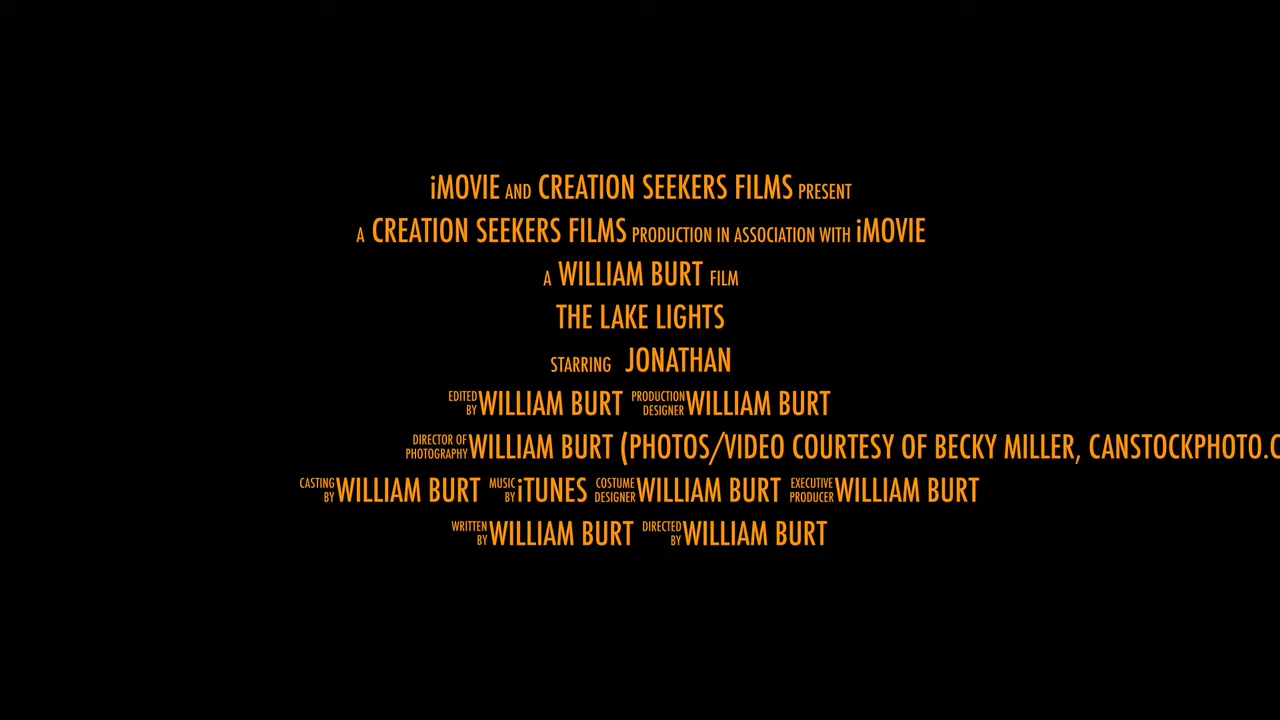 iMOVIE AND CREATION SEEKERS FILMS PRESENT
A CREATION SEEKERS FILMS PRODUCTION IN ASSOCIATION WITH iMOVIE
A WILLIAM BURT FILM
THE LAKE LIGHTS
STARRING JONATHAN
EDITED BY WILLIAM BURT PRODUCTION DESIGNER WILLIAM BURT
DIRECTOR OF PHOTOGRAPHY WILLIAM BURT (PHOTOS/VIDEO COURTESY OF BECKY MILLER, CANSTOCKPHOTO.C
CASTING BY WILLIAM BURT MUSIC BY iTUNES COSTUME DESIGNER WILLIAM BURT EXECUTIVE PRODUCER WILLIAM BURT
WRITTEN BY WILLIAM BURT DIRECTED BY WILLIAM BURT